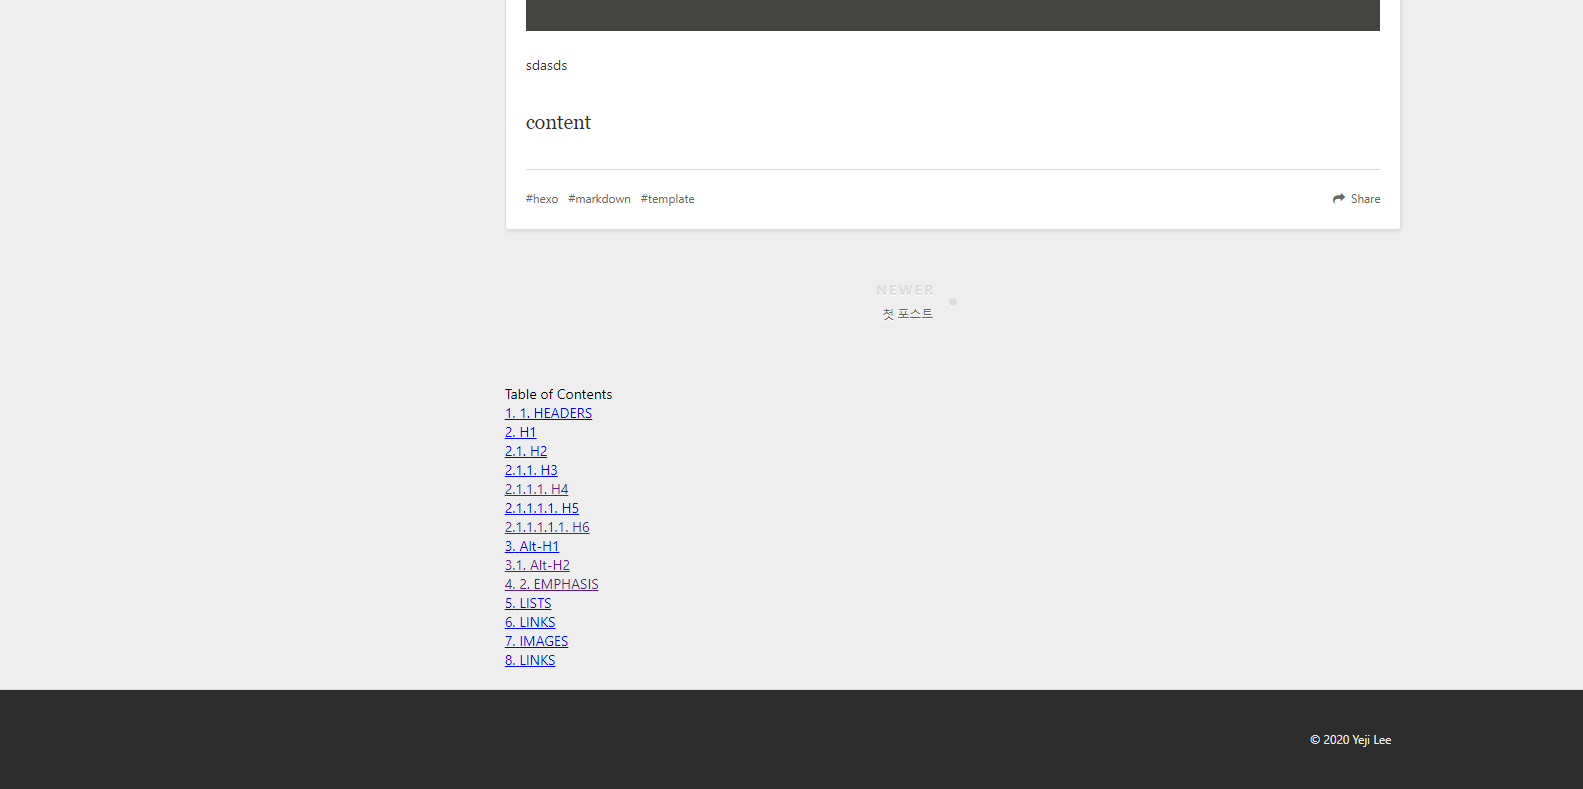 sdasds
content
#hexo #markdown #template Share
NEWER
첫 포스트
Table of Contents
1. 1. HEADERS
2. H1
2.1. H2
2.1.1. H3
2.1.1.1. H4
2.1.1.1.1. H5
2.1.1.1.1.1. H6
3. Alt-H1
3.1. Alt-H2
4. 2. EMPHASIS
5. LISTS
6. LINKS
7. IMAGES
8. LINKS
© 2020 Yeji Lee